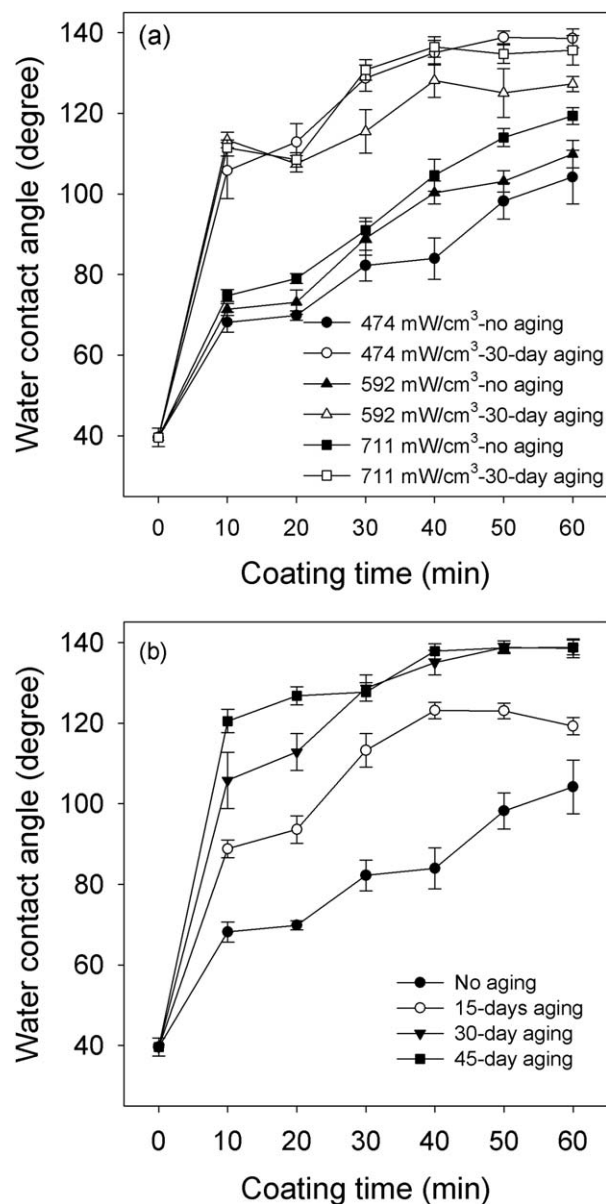 (a)
Water contact angle (degree)
140
120
100
80
60
40
474 mW/cm³-no aging
474 mW/cm³-30-day aging
592 mW/cm³-no aging
592 mW/cm³-30-day aging
711 mW/cm³-no aging
711 mW/cm³-30-day aging
0 10 20 30 40 50 60
Coating time (min)
(b)
Water contact angle (degree)
140
120
100
80
60
40
No aging
15-days aging
30-day aging
45-day aging
0 10 20 30 40 50 60
Coating time (min)